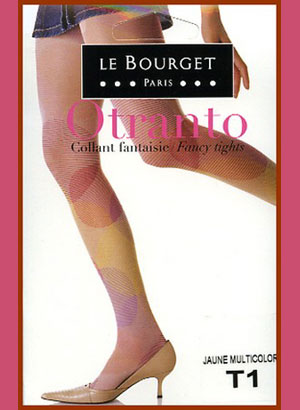 LE BOURGET
••• PARIS •••
Otranto
Collant fantaisie / Fancy tights
JAUNE MULTICOLOR
T1